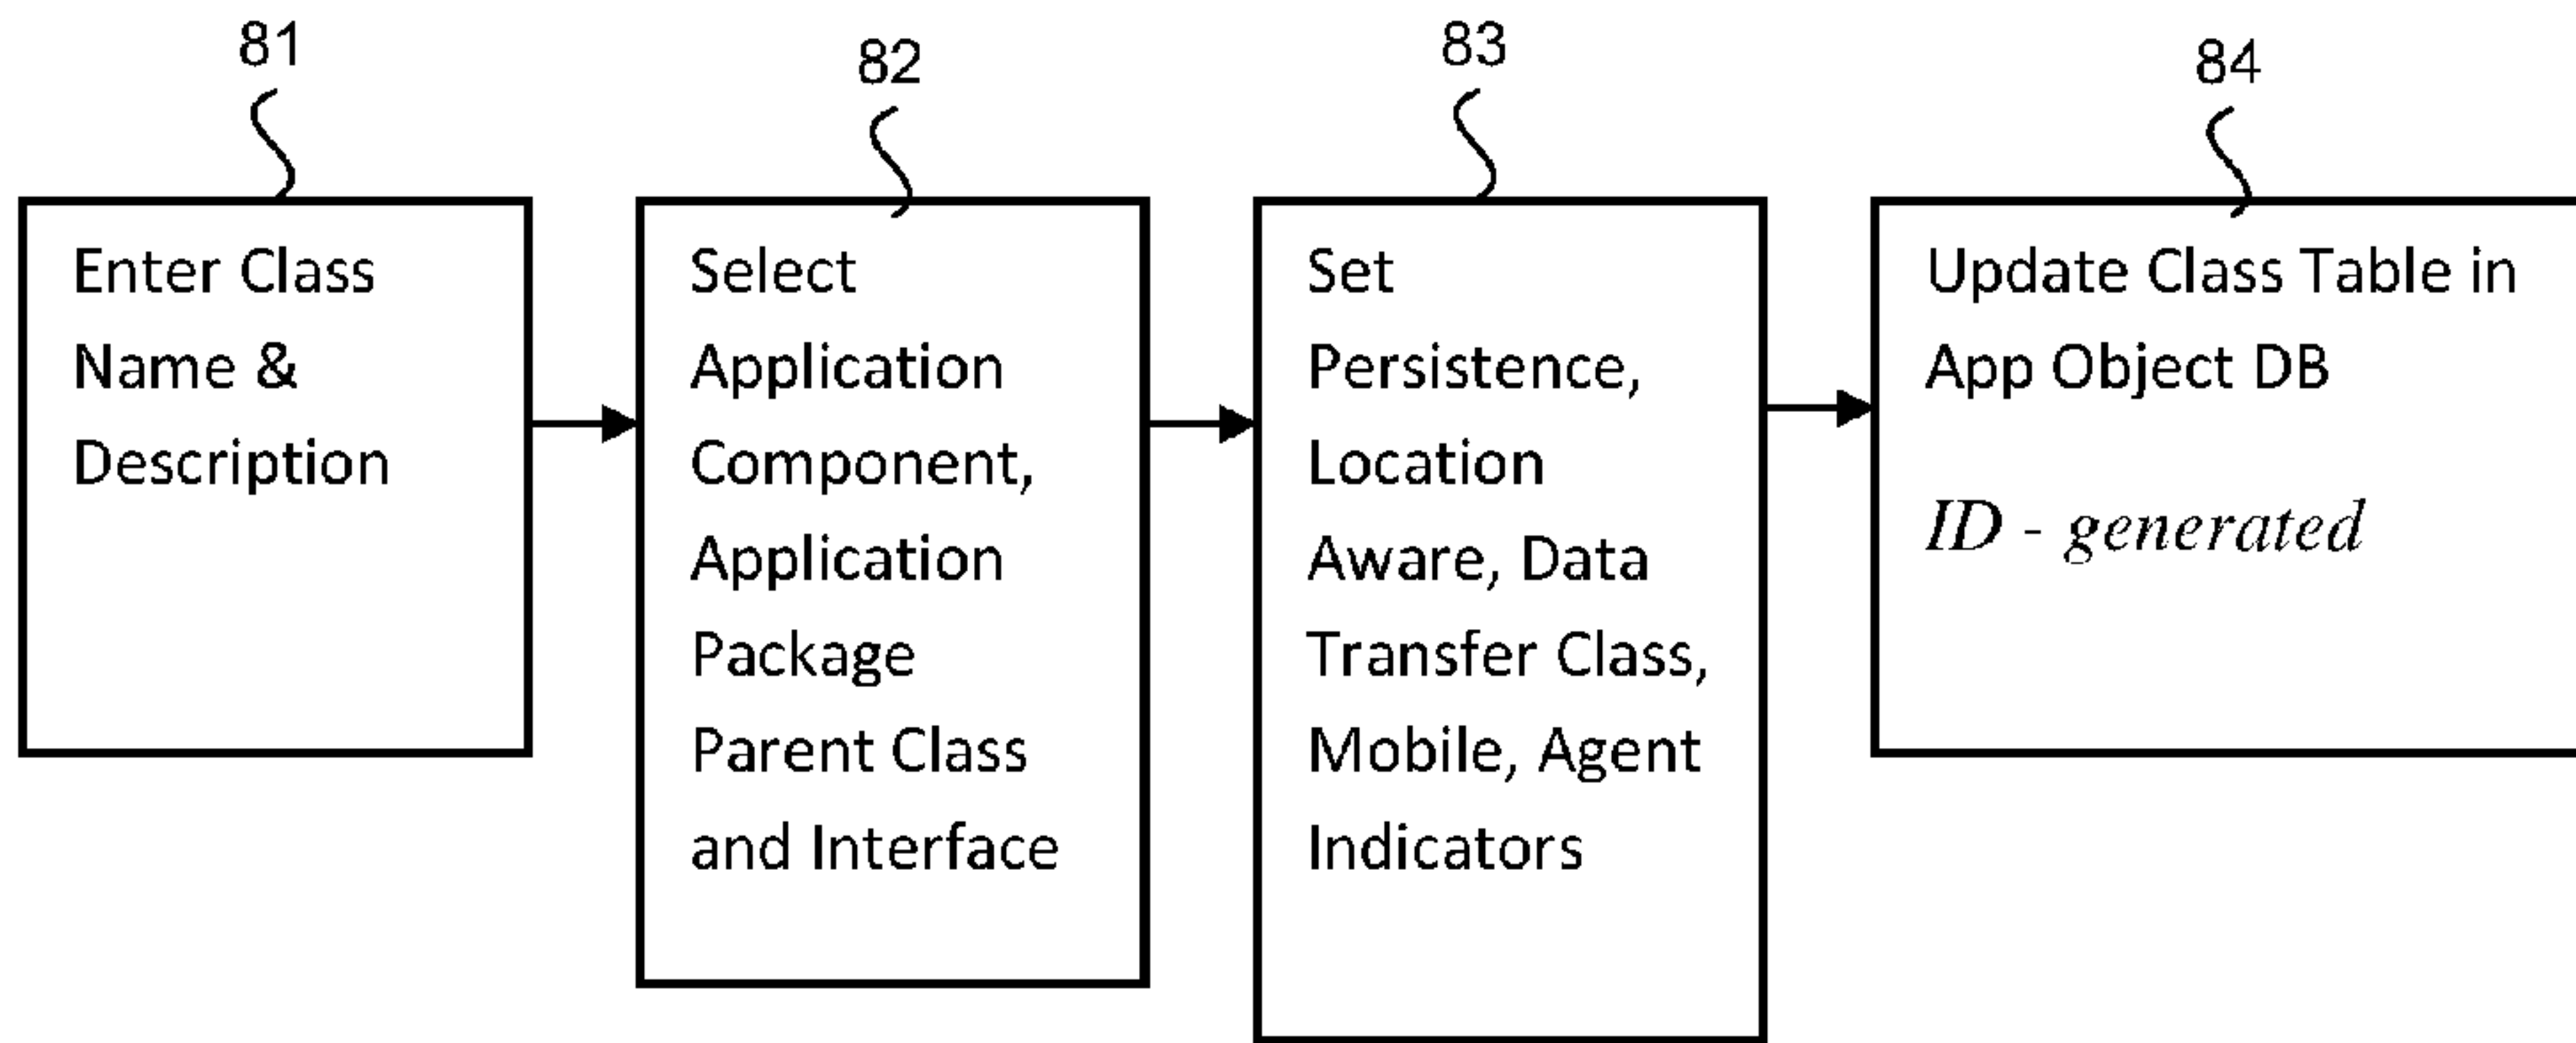 81
82
83
84
Enter Class
Name &
Description
Select
Application
Component,
Application
Package
Parent Class
and Interface
Set
Persistence,
Location
Aware, Data
Transfer Class,
Mobile, Agent
Indicators
Update Class Table in
App Object DB
ID - generated